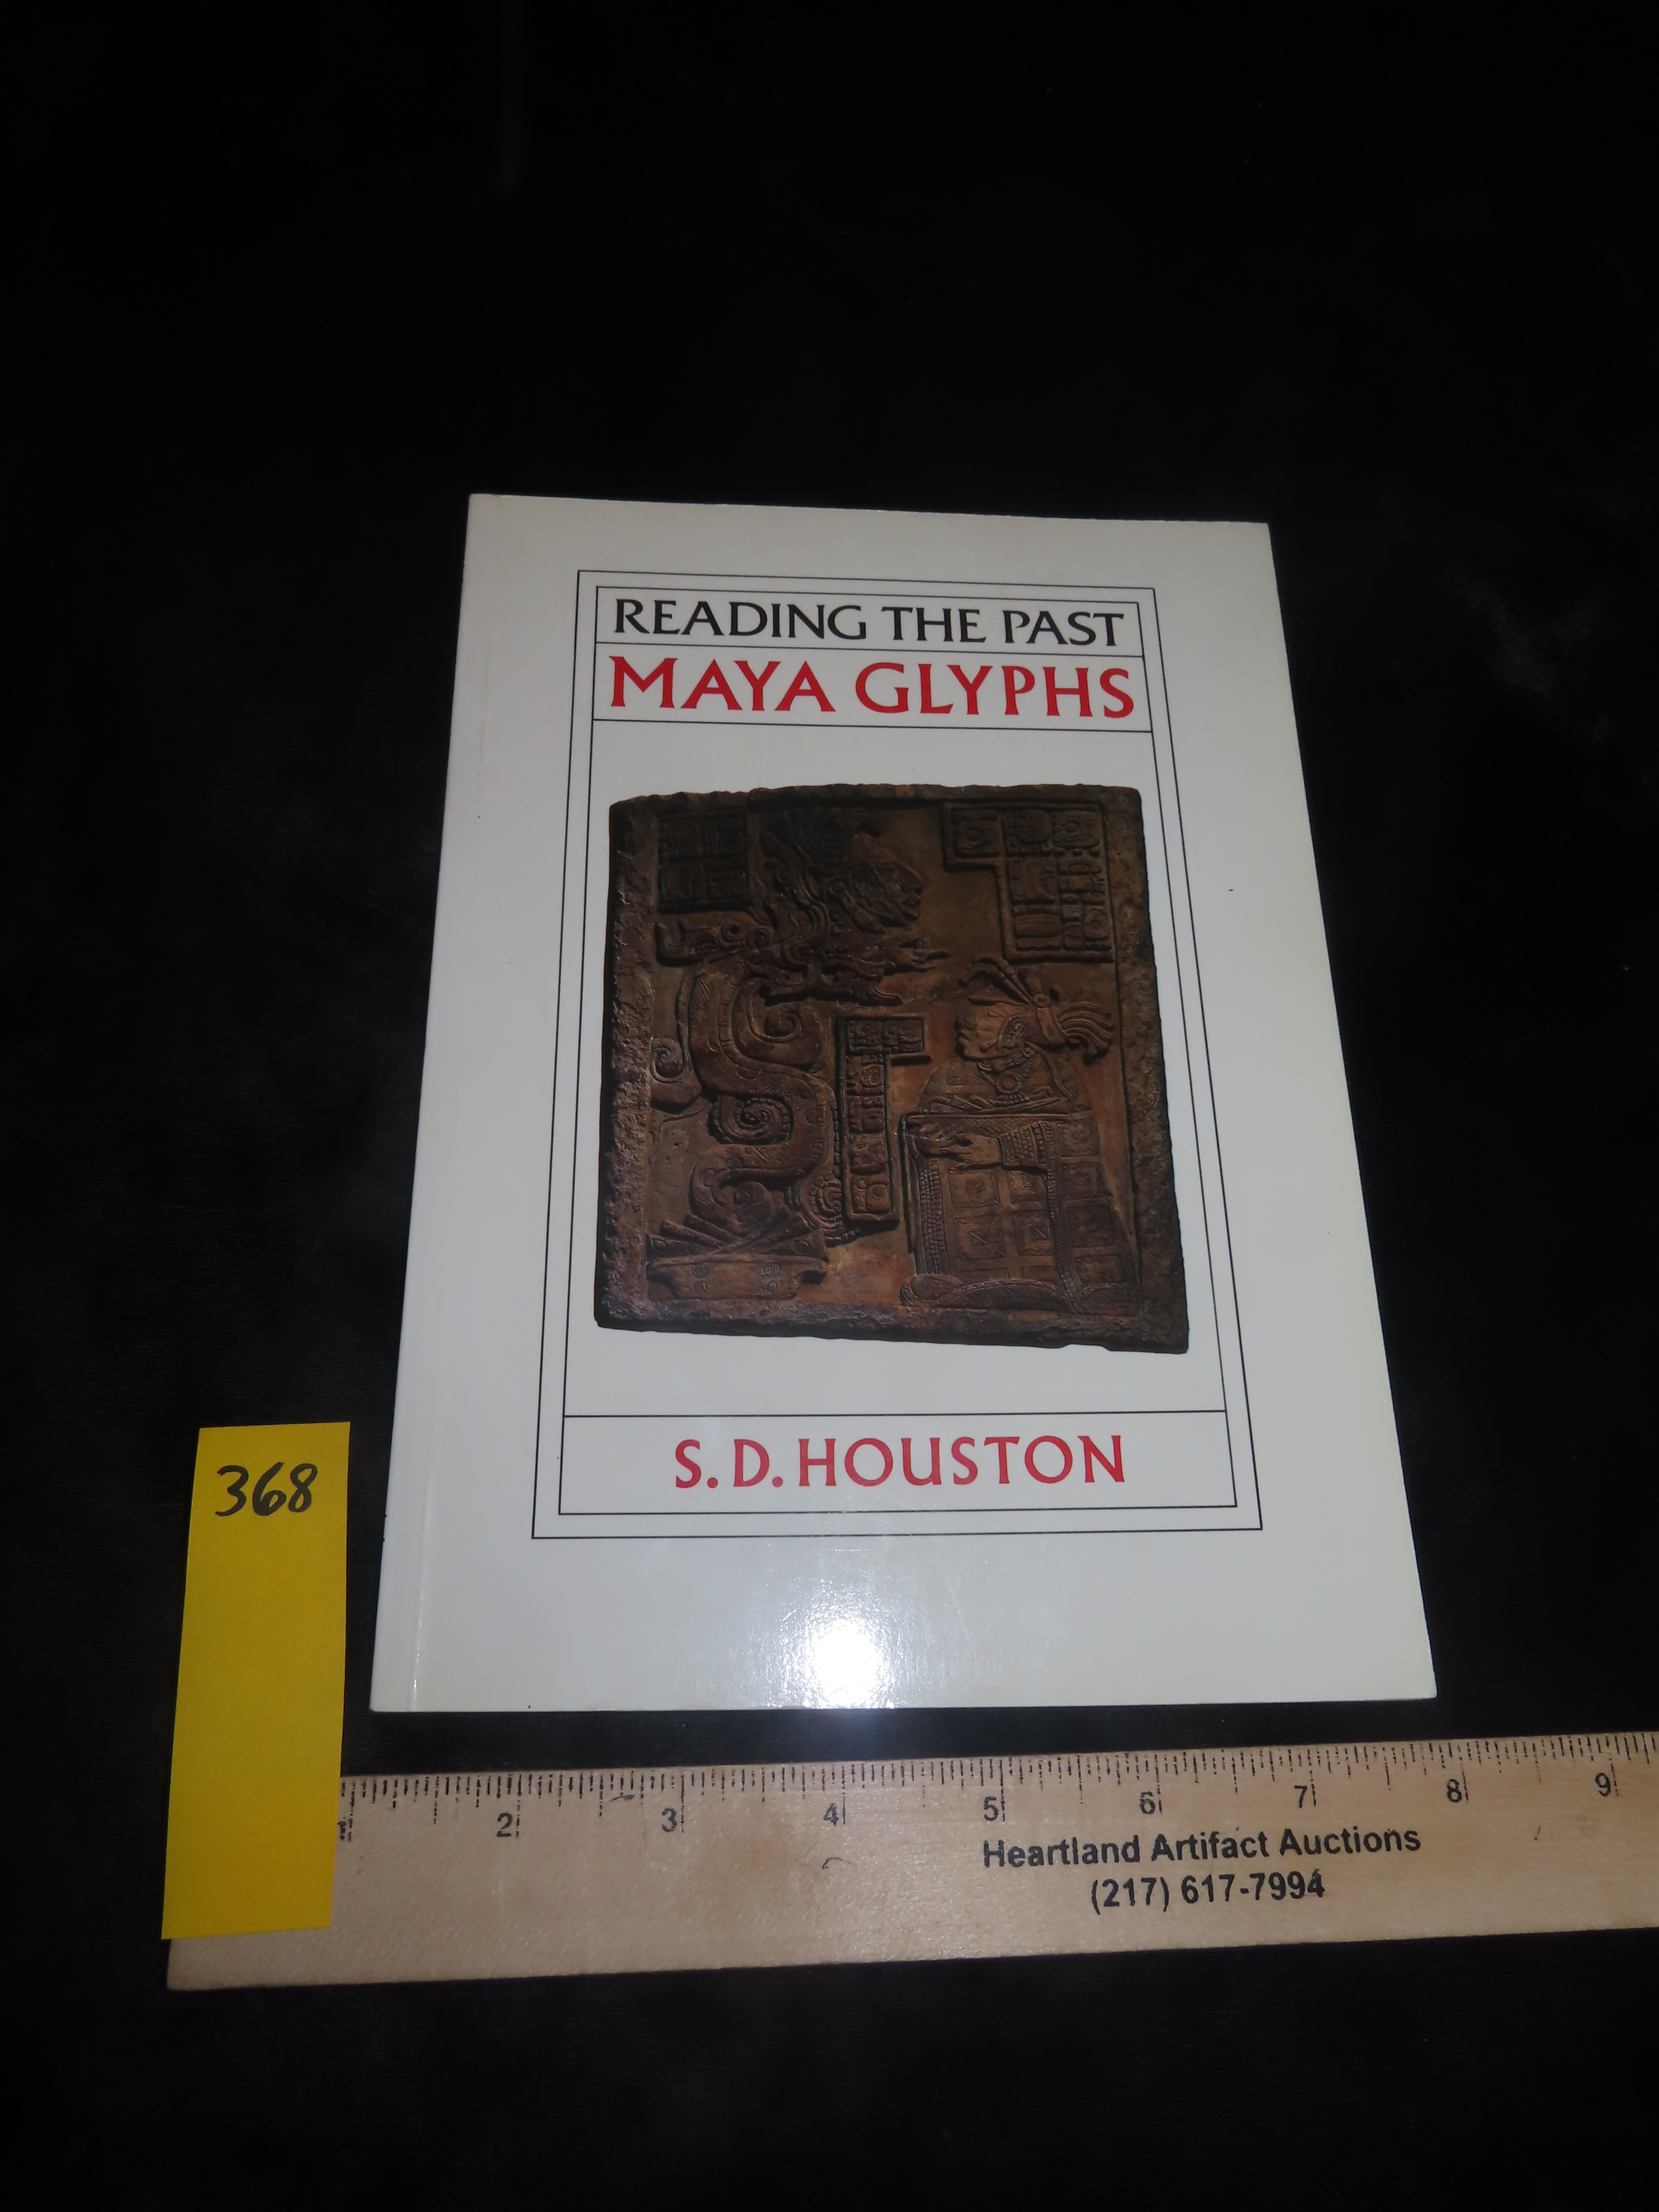 READING THE PAST
MAYA GLYPHS
S. D. HOUSTON
368
2 3 4 5 6 7 8 9
Heartland Artifact Auctions
(217) 617-7994